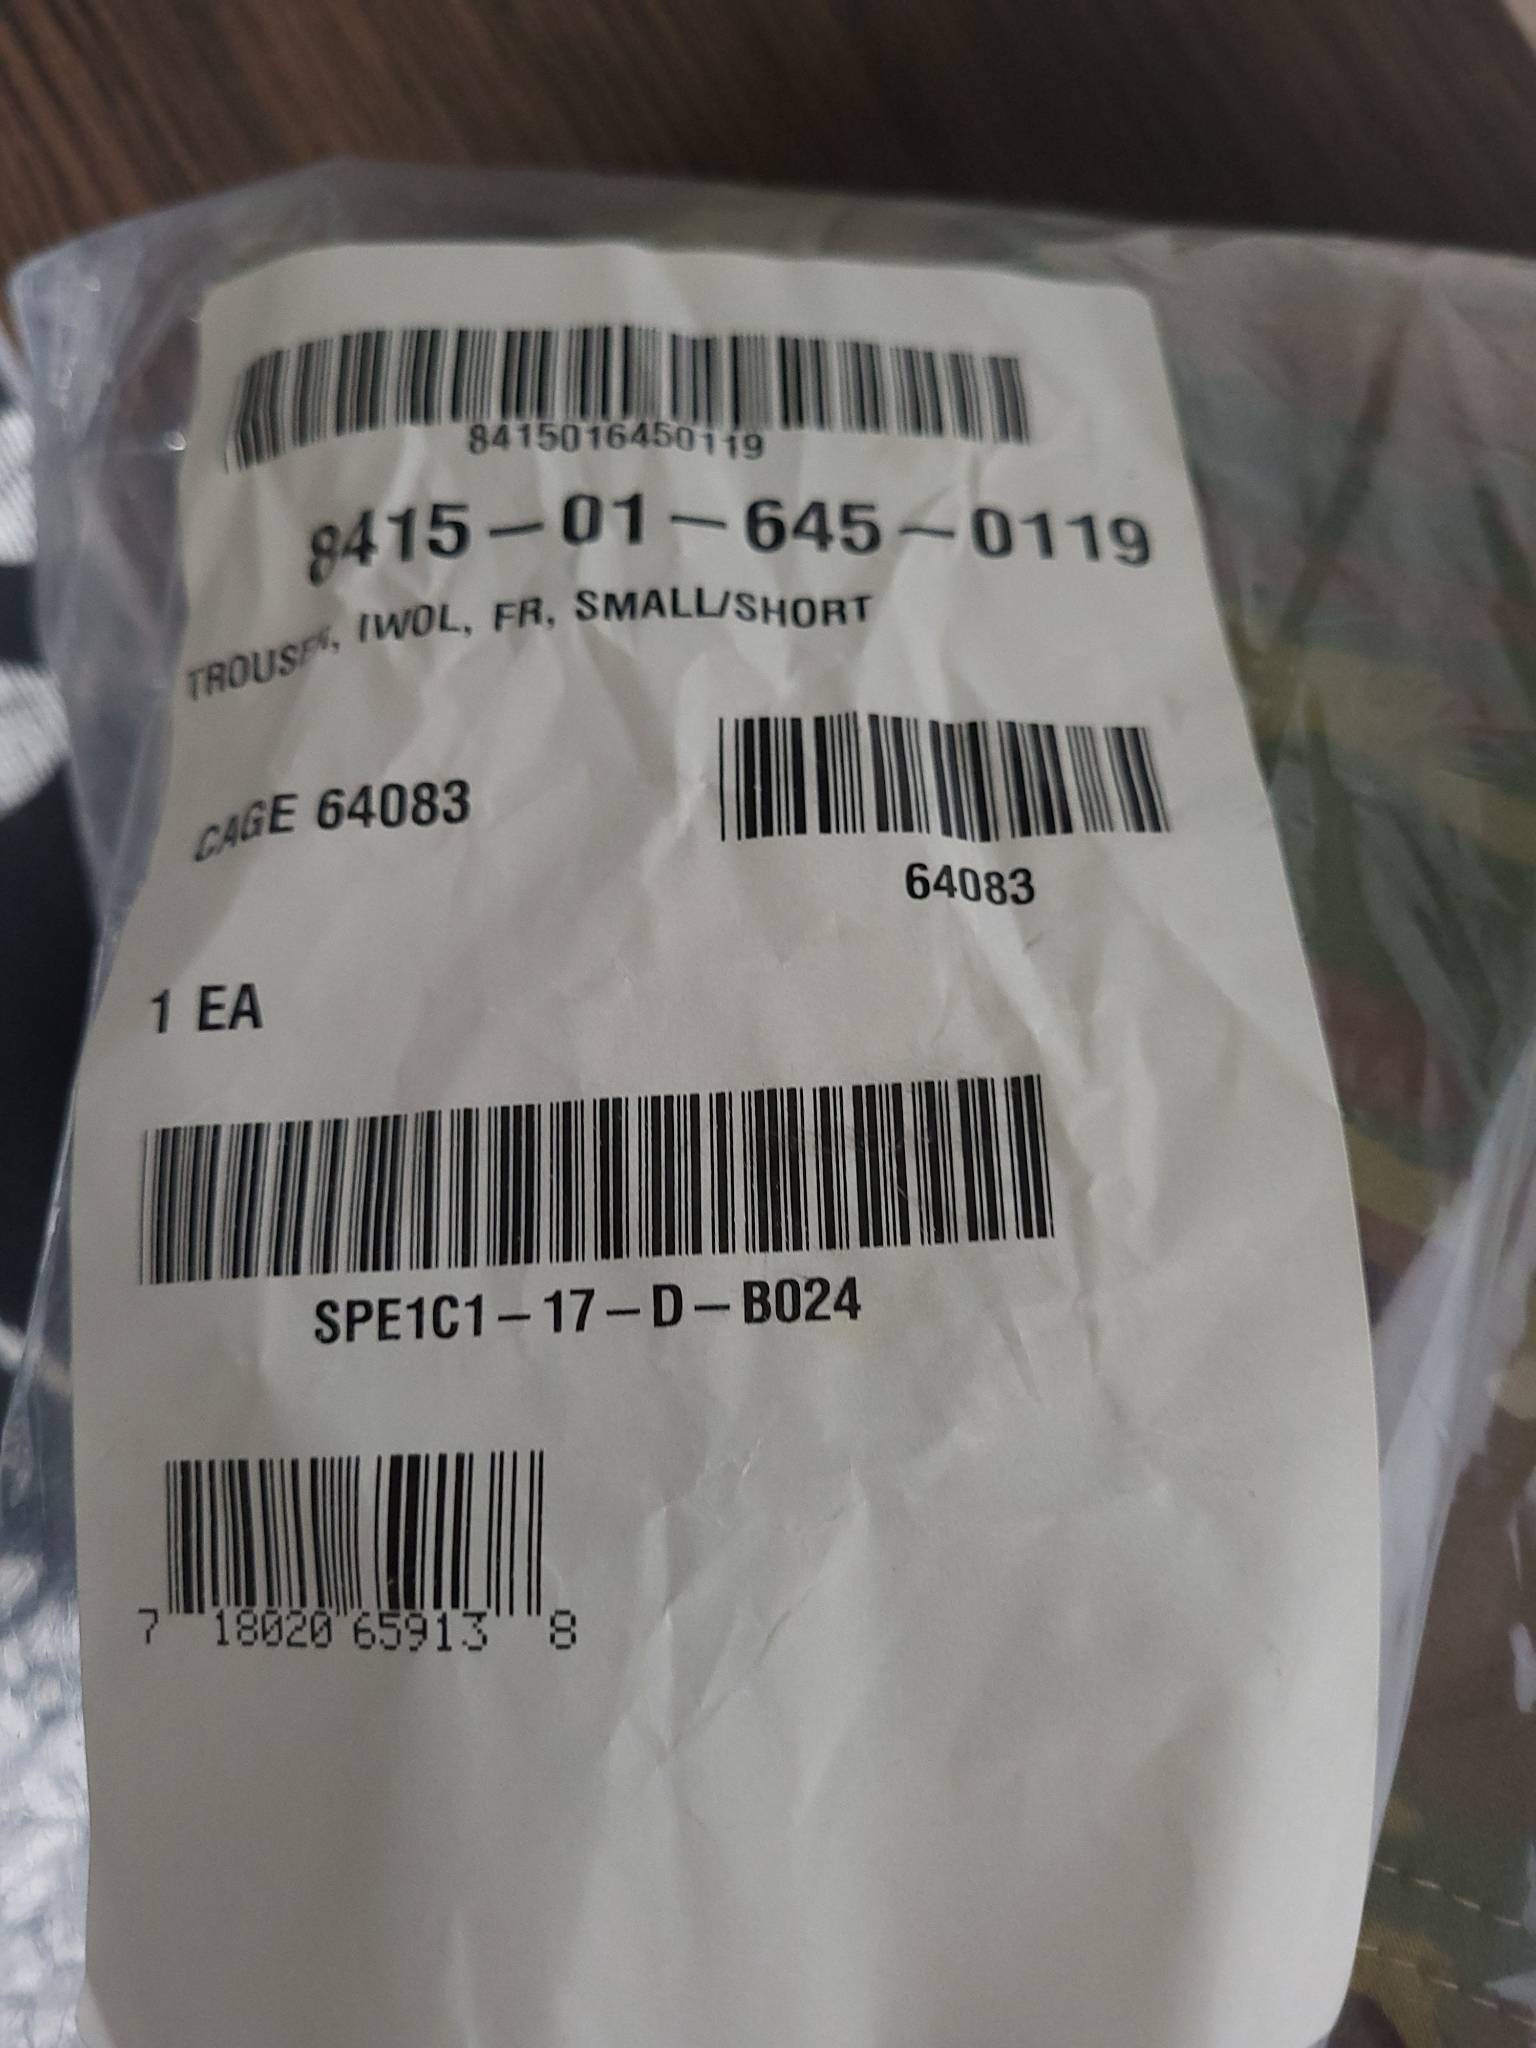 8415016450119
8415-01-645-0119
TROUSER, IWOL, FR, SMALL/SHORT
CAGE 64083
64083
1 EA
SPE1C1-17-D-B024
7 18020 65913 8